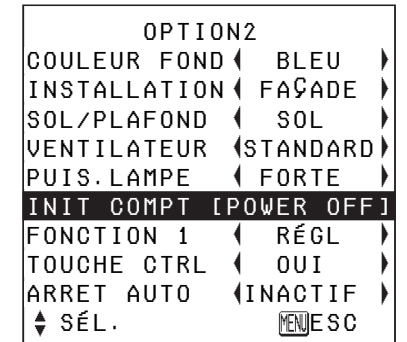 OPTION2
COULEUR FOND BLEU
INSTALLATION FAÇADE
SOL/PLAFOND SOL
VENTILATEUR STANDARD
PUIS.LAMPE FORTE
INIT COMPT [POWER OFF]
FONCTION 1 RÉGL
TOUCHE CTRL OUI
ARRET AUTO INACTIF
SÉL. MENU ESC